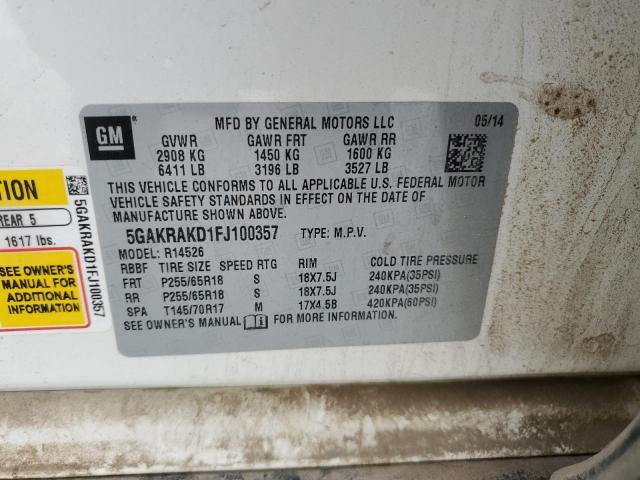 GM
MFD BY GENERAL MOTORS LLC
05/14
GVWR GAWR FRT GAWR RR
2908 KG 1450 KG 1600 KG
6411 LB 3196 LB 3527 LB
THIS VEHICLE CONFORMS TO ALL APPLICABLE U.S. FEDERAL MOTOR
VEHICLE SAFETY STANDARDS IN EFFECT ON THE DATE OF
MANUFACTURE SHOWN ABOVE.
5GAKRAKD1FJ100357 TYPE: M.P.V.
MODEL: R14526
RBBF TIRE SIZE SPEED RTG RIM COLD TIRE PRESSURE
FRT P255/65R18 S 18X7.5J 240KPA(35PSI)
RR P255/65R18 S 18X7.5J 240KPA(35PSI)
SPA T145/70R17 M 17X4.5B 420KPA(60PSI)
SEE OWNER'S MANUAL FOR MORE INFORMATION.
REAR 5
1617 lbs.
SEE OWNER'S
MANUAL FOR
ADDITIONAL
INFORMATION
5GAKRAKD1FJ100357